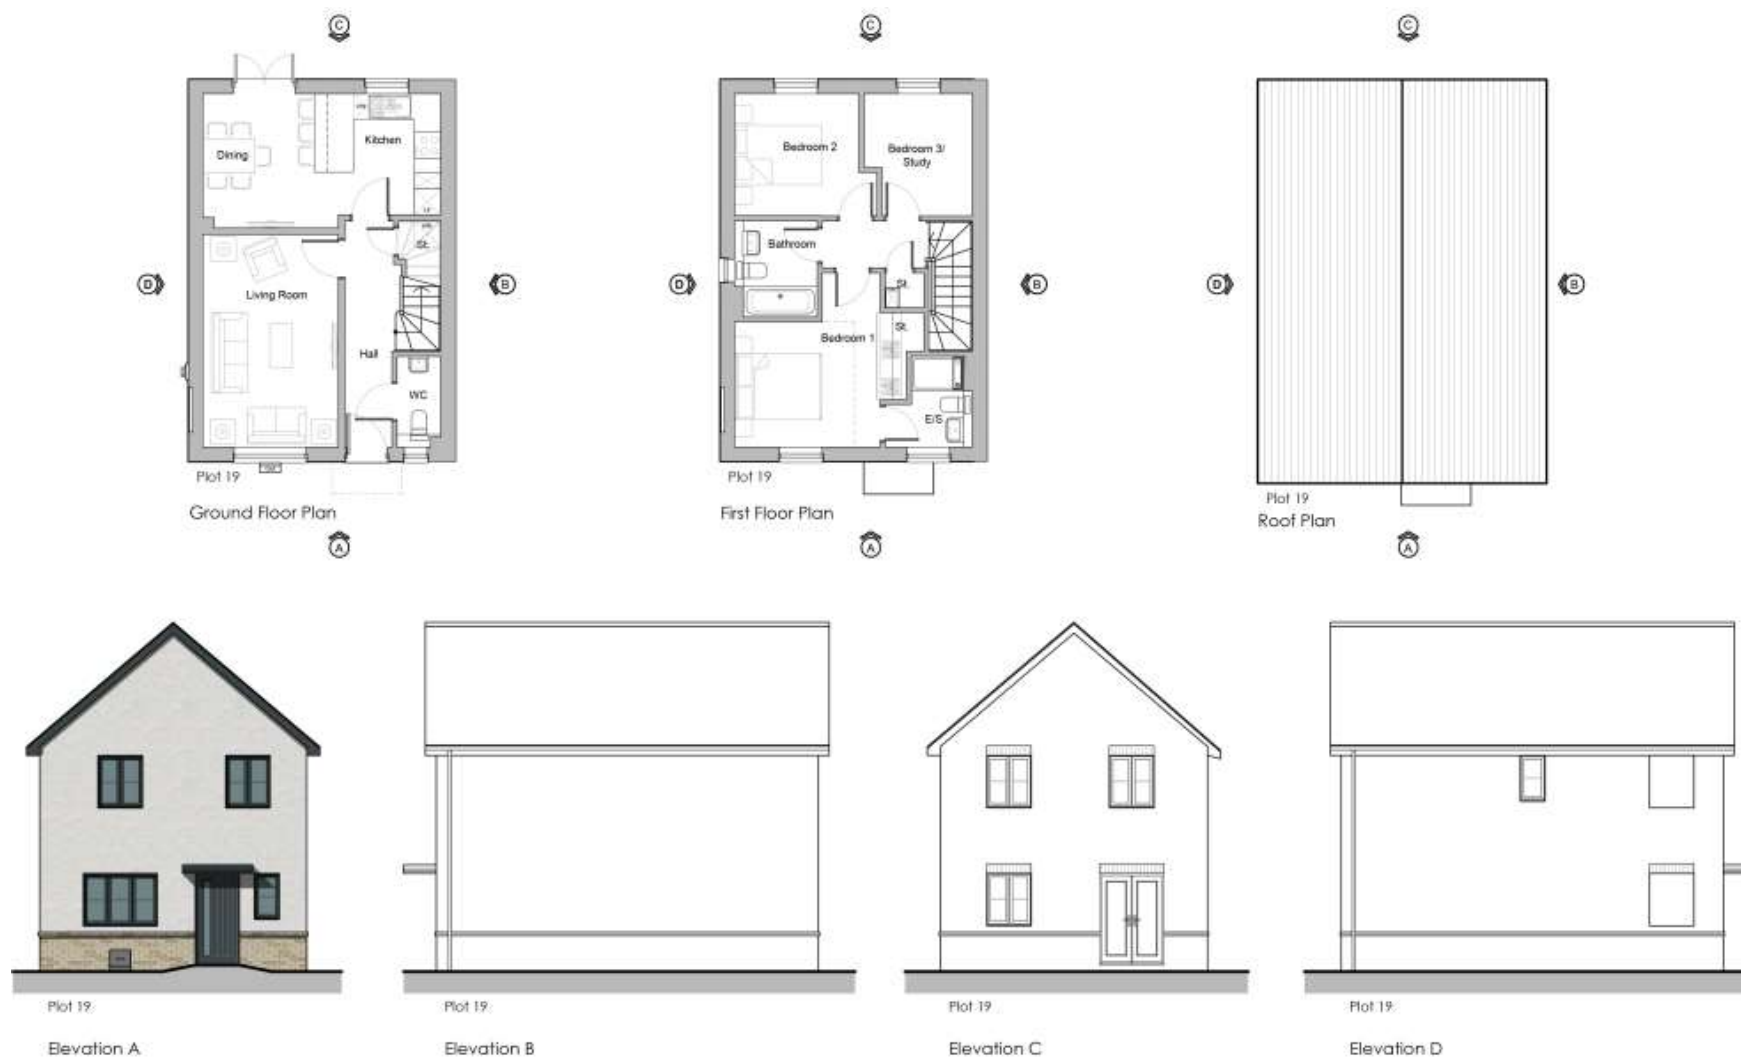 C
C
C
Dining
Kitchen
St.
Living Room
Hall
WC
D
B
Plot 19
Ground Floor Plan
A
Bedroom 2
Bedroom 3/
Study
Bathroom
St.
St.
Bedroom 1
E/S
D
B
Plot 19
First Floor Plan
A
D
B
Plot 19
Roof Plan
A
Plot 19
Elevation A
Plot 19
Elevation B
Plot 19
Elevation C
Plot 19
Elevation D